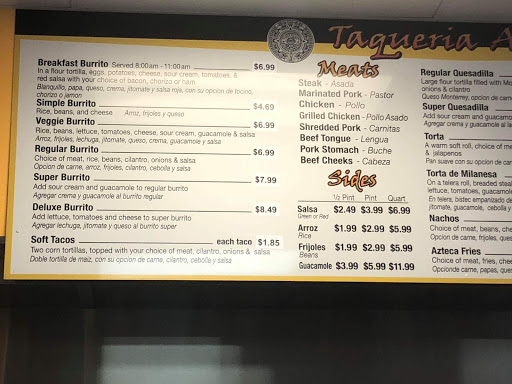 Taqueria A
Breakfast Burrito Served 8:00am - 11:00am $6.99
In a flour tortilla, eggs, potatoes, cheese, sour cream, tomatoes, &
red salsa with your choice of bacon, chorizo or ham
Blanquillo, papa, queso, crema, jitomate y salsa roja, con su opcion de tocino,
chorizo o jamon
Simple Burrito $4.69
Rice, beans, and cheese Arroz, frijoles y queso
Veggie Burrito $6.99
Rice, beans, lettuce, tomatoes, cheese, sour cream, guacamole & salsa
Arroz, frijoles, lechuga, jitomate, queso, crema, guacamole y salsa
Regular Burrito $6.99
Choice of meat, rice, beans, cilantro, onions & salsa
Opcion de carne, arroz, frijoles, cilantro, cebolla y salsa
Super Burrito $7.99
Add sour cream and guacamole to regular burrito
Agregar crema y guacamole al burrito regular
Deluxe Burrito $8.49
Add lettuce, tomatoes and cheese to super burrito
Agregar lechuga, jitomate y queso al burrito super
Soft Tacos each taco $1.85
Two corn tortillas, topped with your choice of meat, cilantro, onions & salsa
Doble tortilla de maiz, con su opcion de carne, cilantro, cebolla y salsa
Meats
Steak - Asada
Marinated Pork - Pastor
Chicken - Pollo
Grilled Chicken - Pollo Asado
Shredded Pork - Carnitas
Beef Tongue - Lengua
Pork Stomach - Buche
Beef Cheeks - Cabeza
Sides
½ Pint Pint Quart
Salsa $2.49 $3.99 $6.99
Green or Red
Arroz $1.99 $2.99 $5.99
Rice
Frijoles $1.99 $2.99 $5.99
Beans
Guacamole $3.99 $5.99 $11.99
Regular Quesadilla
Large flour tortilla filled with Mo
onions & cilantro
Queso Monterrey, opcion de carne
Super Quesadilla
Add sour cream and guacamo
Agregar crema y guacamole al
Torta
A warm soft roll, choice of me
& jalapenos
Pan suave con su opcion de car
Torta de Milanesa
On a telera roll, breaded steak
lettuce, tomatoes, guacamole
En telera, bistec empanizado de
jitomate, guacamole, cebolla y
Nachos
Choice of meat, beans, chee
Opcion de carne, frijoles, ques
Azteca Fries
Choice of meat, fries, chee
Opcionde carne, papas, ques